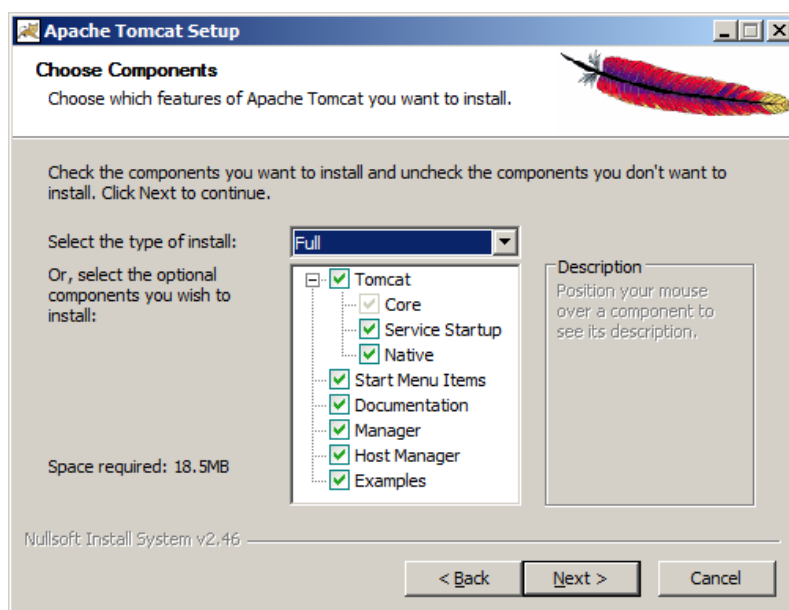 Apache Tomcat Setup
Choose Components
Choose which features of Apache Tomcat you want to install.
Check the components you want to install and uncheck the components you don't want to
install. Click Next to continue.
Select the type of install:
Full
Or, select the optional
components you wish to
install:
Tomcat
Core
Service Startup
Native
Start Menu Items
Documentation
Manager
Host Manager
Examples
Description
Position your mouse
over a component to
see its description.
Space required: 18.5MB
Nullsoft Install System v2.46
< Back
Next >
Cancel